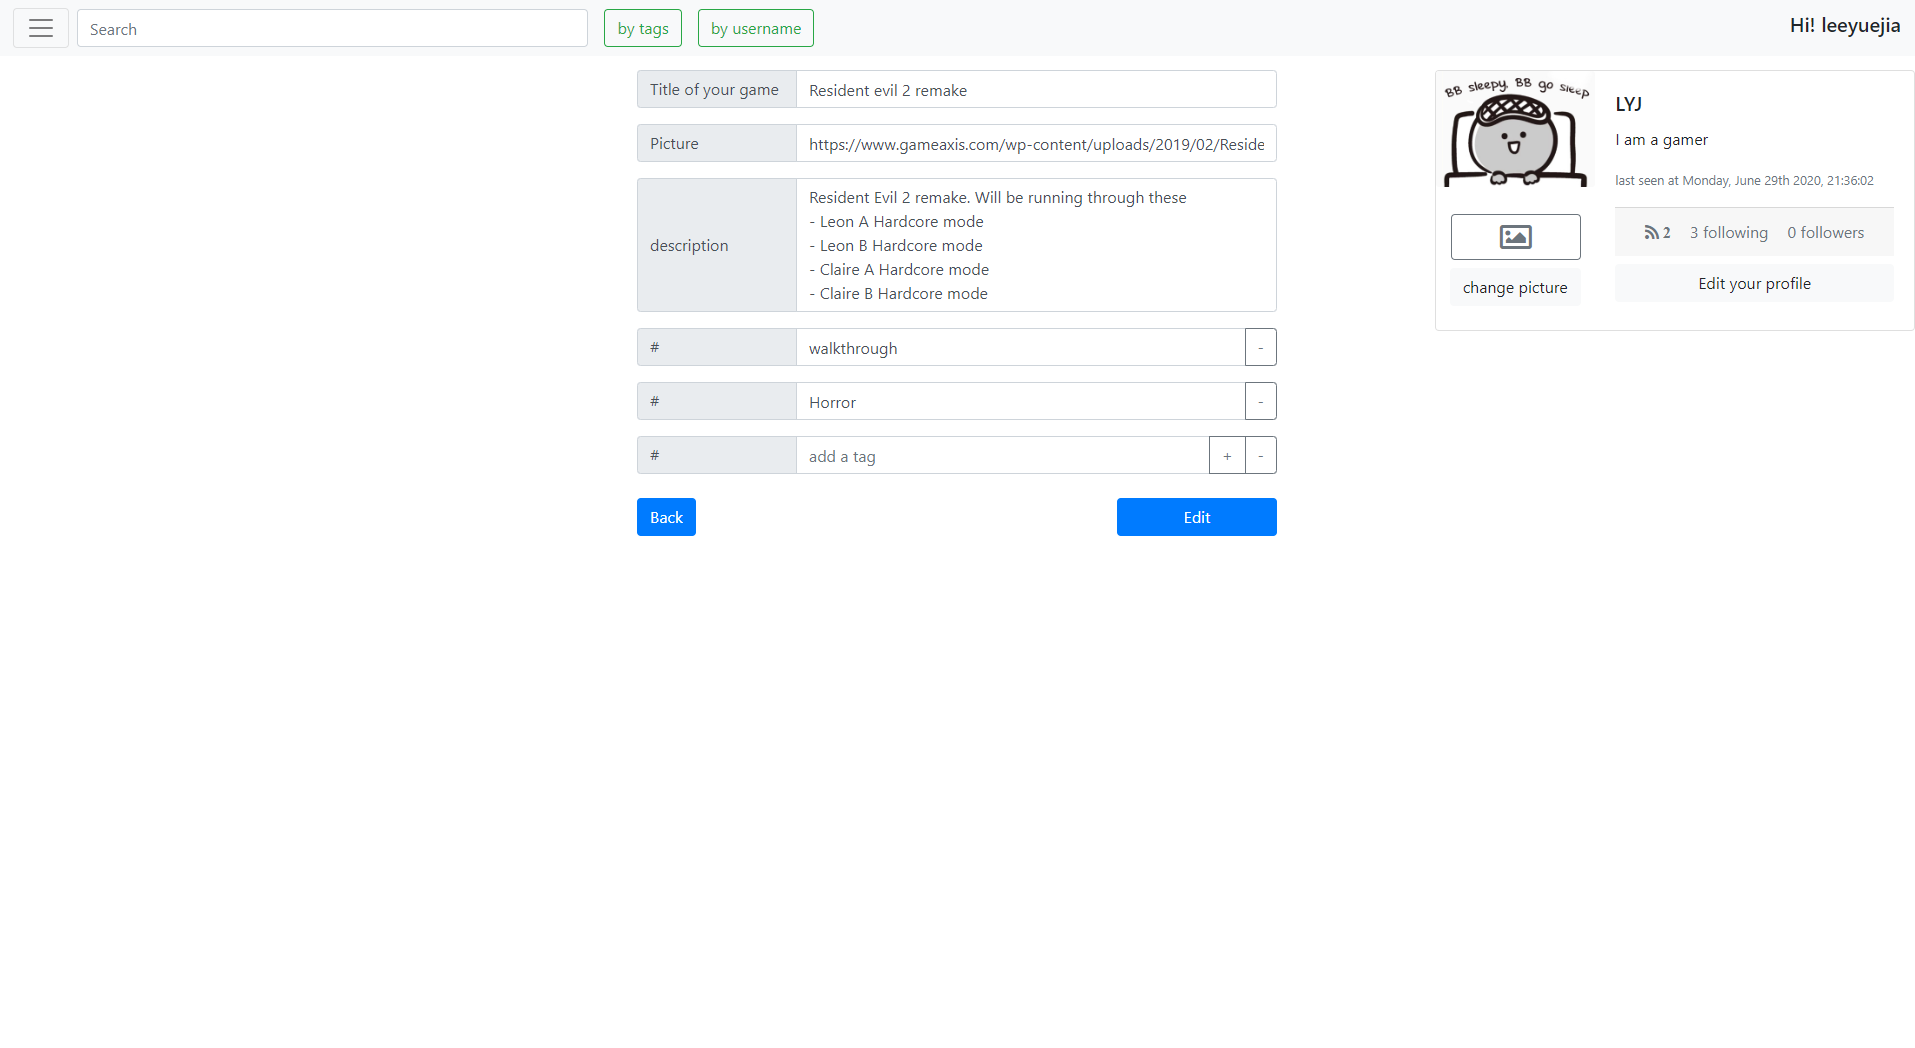 Search
by tags
by username
Hi! leeyuejia
Title of your game
Resident evil 2 remake
Picture
https://www.gameaxis.com/wp-content/uploads/2019/02/Reside
description
Resident Evil 2 remake. Will be running through these
- Leon A Hardcore mode
- Leon B Hardcore mode
- Claire A Hardcore mode
- Claire B Hardcore mode
#
walkthrough
-
#
Horror
-
#
add a tag
+
-
Back
Edit
BB sleepy, BB go sleep
change picture
LYJ
I am a gamer
last seen at Monday, June 29th 2020, 21:36:02
2
3 following
0 followers
Edit your profile